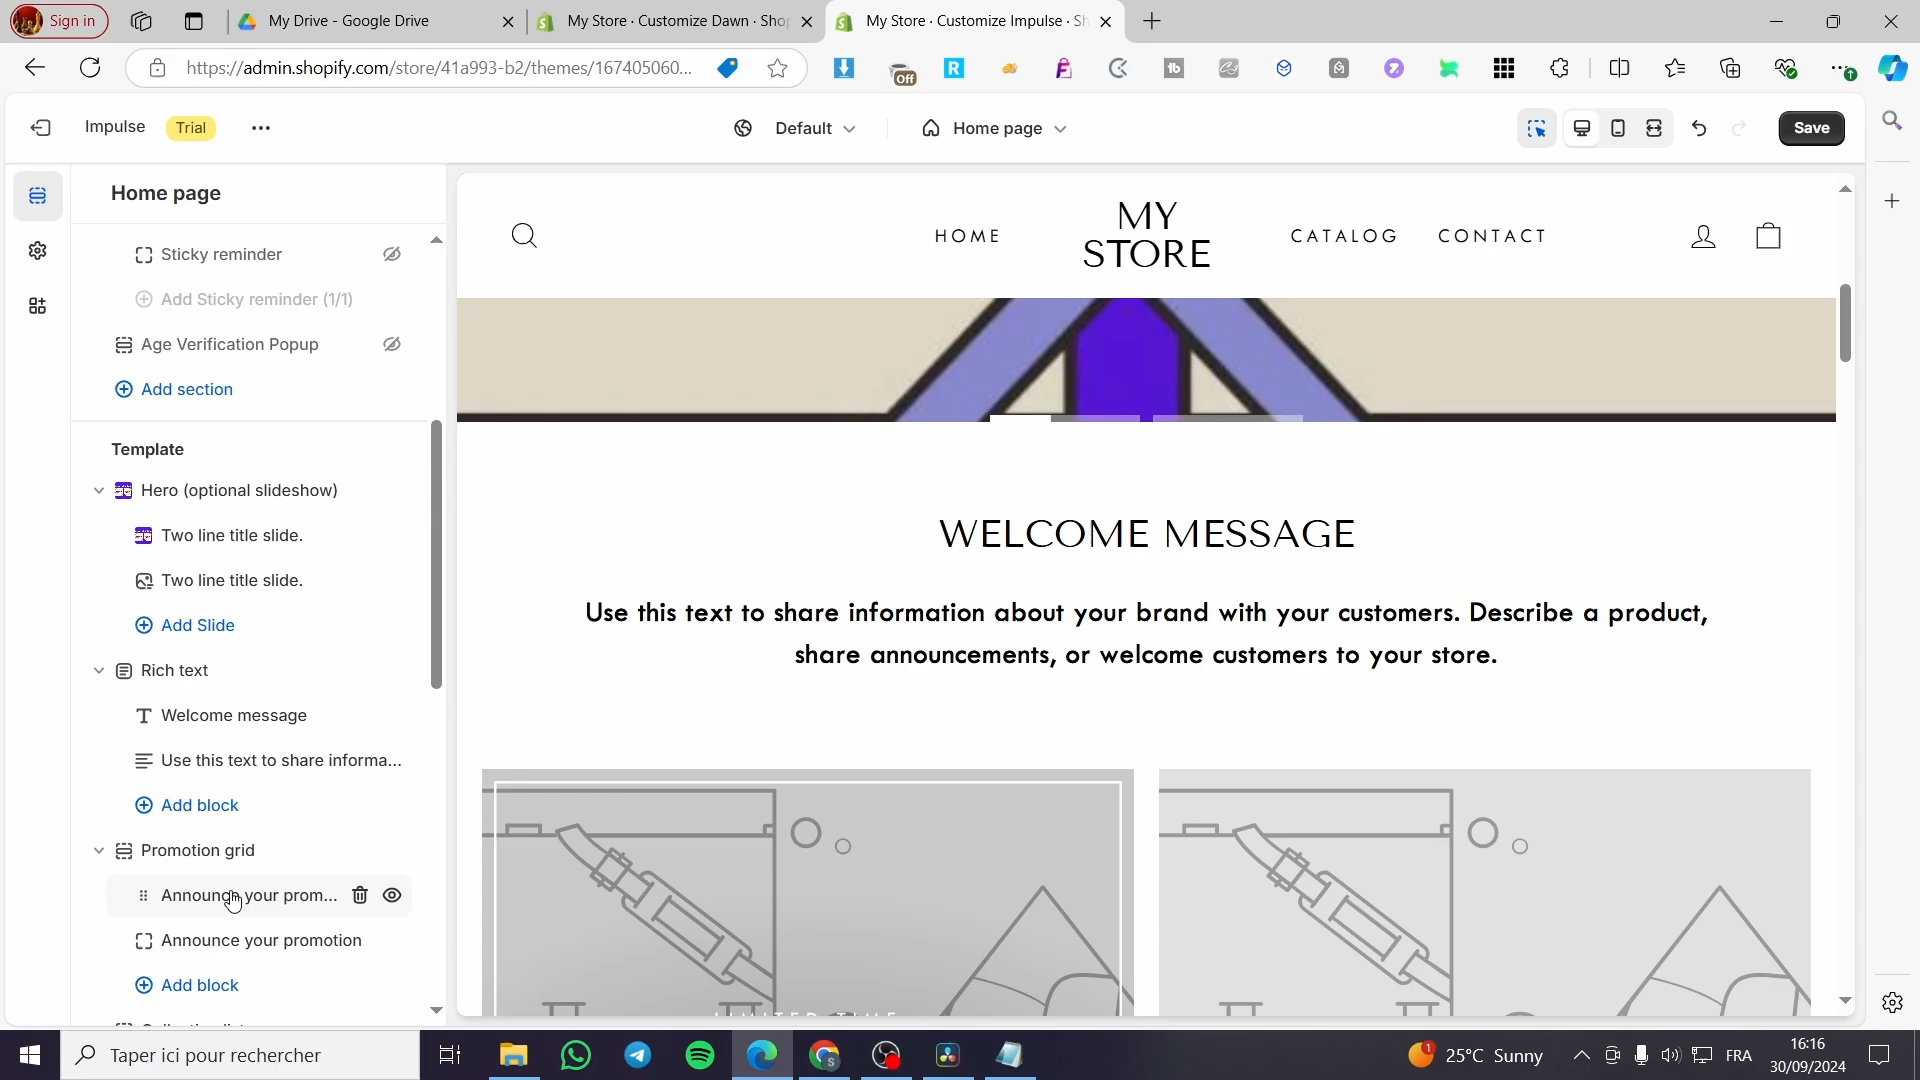 Sign in
My Drive - Google Drive
My Store · Customize Dawn · Sho
My Store · Customize Impulse · Sh
https://admin.shopify.com/store/41a993-b2/themes/167405060...
Off
Impulse
Trial
Default
Home page
Save
Home page
Sticky reminder
Add Sticky reminder (1/1)
Age Verification Popup
Add section
Template
Hero (optional slideshow)
Two line title slide.
Two line title slide.
Add Slide
Rich text
Welcome message
Use this text to share informa...
Add block
Promotion grid
Announce your prom...
Announce your promotion
Add block
HOME
MY
STORE
CATALOG
CONTACT
WELCOME MESSAGE
Use this text to share information about your brand with your customers. Describe a product,
share announcements, or welcome customers to your store.
LIMITED TIME
Taper ici pour rechercher
25°C Sunny
FRA
16:16
30/09/2024